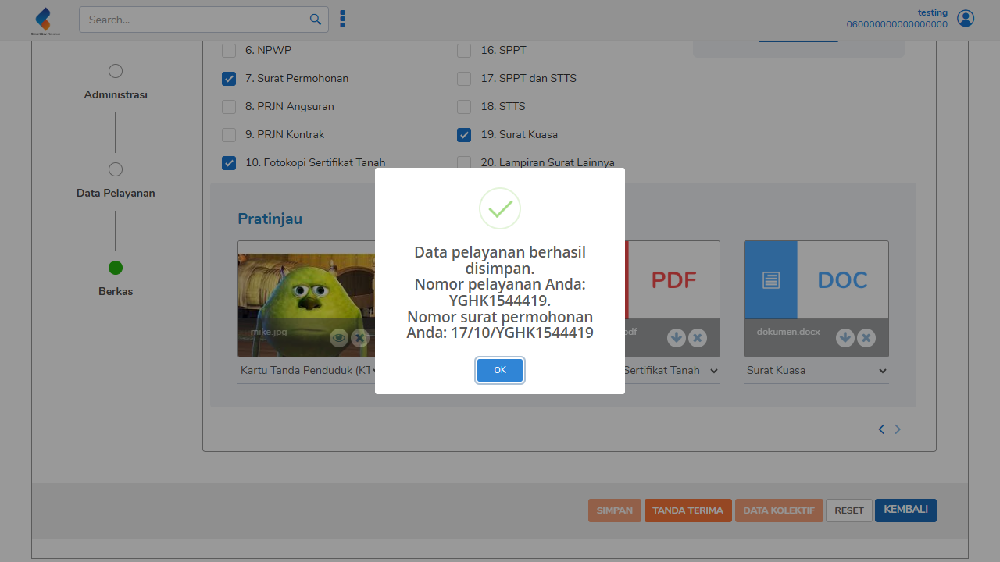 Search...
testing
060000000000000000
6. NPWP
16. SPPT
7. Surat Permohonan
17. SPPT dan STTS
Administrasi
8. PRJN Angsuran
18. STTS
9. PRJN Kontrak
19. Surat Kuasa
10. Fotokopi Sertifikat Tanah
20. Lampiran Surat Lainnya
Data Pelayanan
Pratinjau
Data pelayanan berhasil
disimpan.
Nomor pelayanan Anda:
YGHK1544419.
Nomor surat permohonan
Anda: 17/10/YGHK1544419
OK
PDF
DOC
Berkas
mike.jpg
pdf
dokumen.docx
Kartu Tanda Penduduk (KT
Sertifikat Tanah
Surat Kuasa
SIMPAN
TANDA TERIMA
DATA KOLEKTIF
RESET
KEMBALI